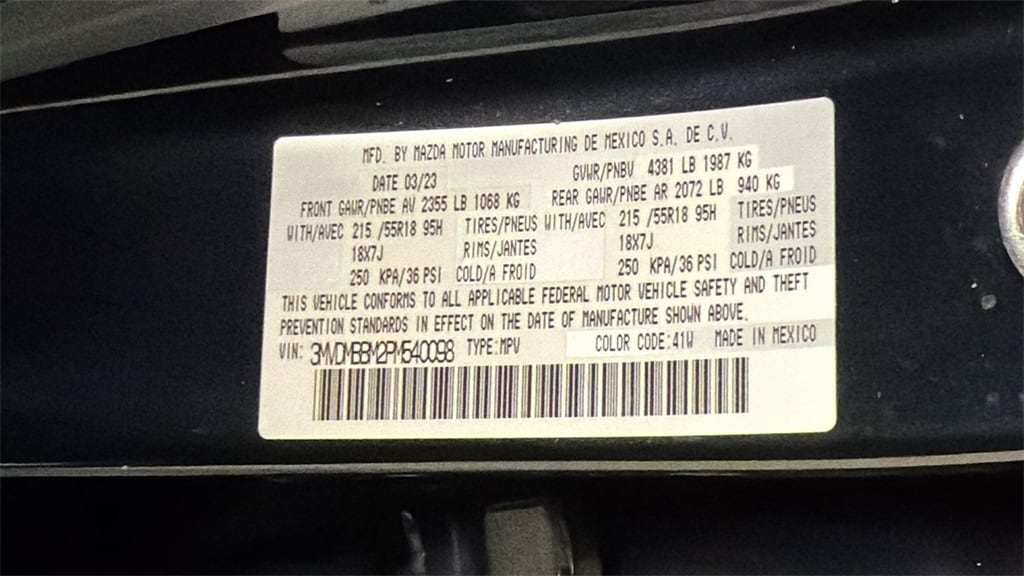 MFD. BY MAZDA MOTOR MANUFACTURING DE MEXICO S.A. DE C.V.
DATE 03/23 GVWR/PNBV 4381 LB 1987 KG
FRONT GAWR/PNBE AV 2355 LB 1068 KG REAR GAWR/PNBE AR 2072 LB 940 KG
WITH/AVEC 215 /55R18 95H TIRES/PNEUS WITH/AVEC 215 /55R18 95H TIRES/PNEUS
18X7J RIMS/JANTES 18X7J RIMS/JANTES
250 KPA/36 PSI COLD/A FROID 250 KPA/36 PSI COLD/A FROID
THIS VEHICLE CONFORMS TO ALL APPLICABLE FEDERAL MOTOR VEHICLE SAFETY AND THEFT
PREVENTION STANDARDS IN EFFECT ON THE DATE OF MANUFACTURE SHOWN ABOVE.
VIN: 3MVDMBBM2PM540098 TYPE:MPV COLOR CODE:41W MADE IN MEXICO